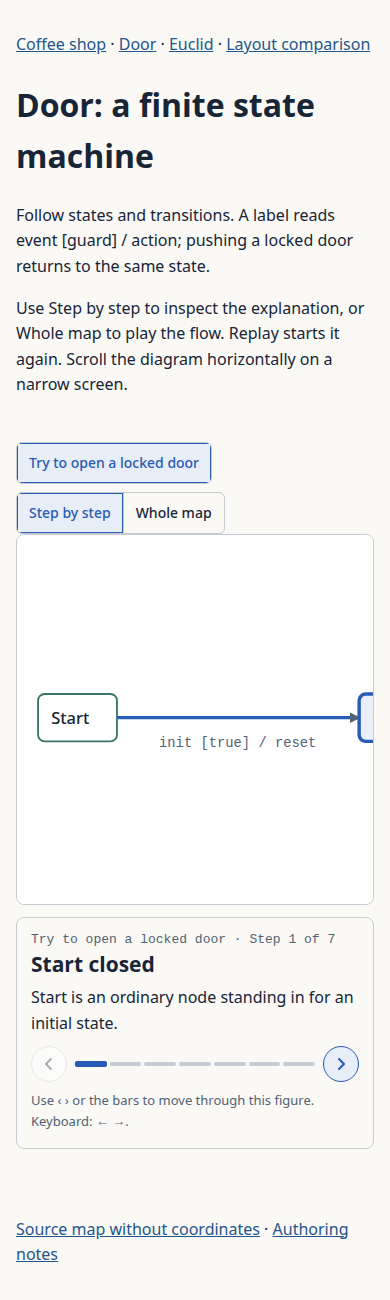 Coffee shop · Door · Euclid · Layout comparison
Door: a finite state
machine
Follow states and transitions. A label reads
event [guard] / action; pushing a locked door
returns to the same state.
Use Step by step to inspect the explanation, or
Whole map to play the flow. Replay starts it
again. Scroll the diagram horizontally on a
narrow screen.
Try to open a locked door
Step by step Whole map
Start
init [true] / reset
Try to open a locked door · Step 1 of 7
Start closed
Start is an ordinary node standing in for an
initial state.
Use ‹ › or the bars to move through this figure.
Keyboard: ← →.
Source map without coordinates · Authoring
notes